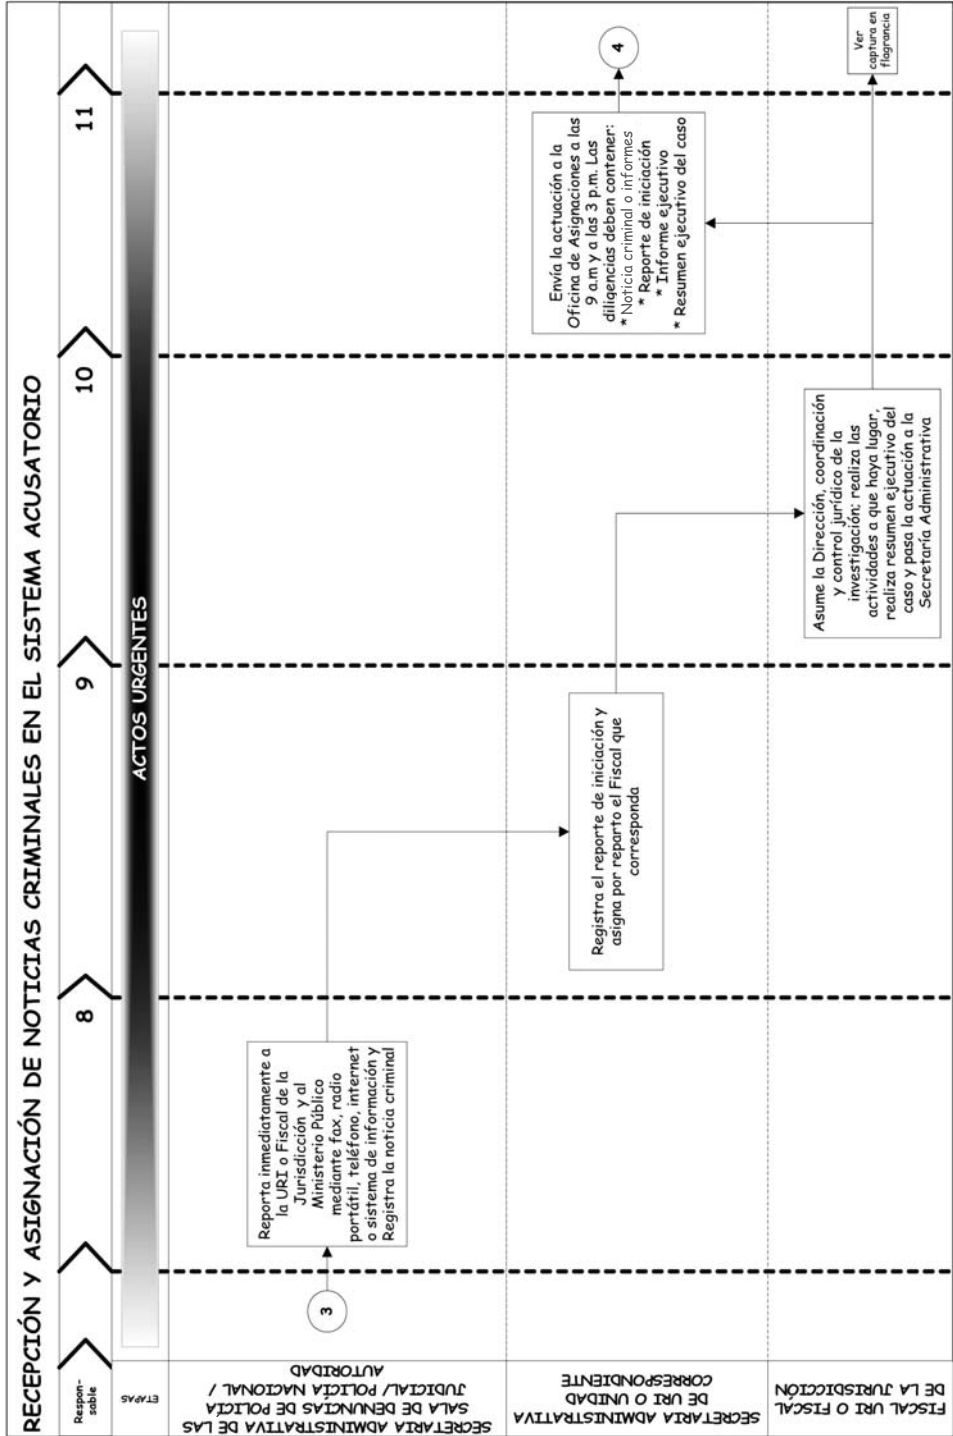 RECEPCIÓN Y ASIGNACIÓN DE NOTICIAS CRIMINALES EN EL SISTEMA ACUSATORIO
Respon-
sable
8
9
10
11
ETAPAS
ACTOS URGENTES
SECRETARIA ADMINISTRATIVA DE LAS
SALA DE DENUNCIAS DE POLICÍA
JUDICIAL/ POLICÍA NACIONAL /
AUTORIDAD
3
Reporta inmediatamente a
la URI o Fiscal de la
Jurisdicción y al
Ministerio Público
mediante fax, radio
portátil, teléfono, internet
o sistema de información y
Registra la noticia criminal
SECRETARIA ADMINISTRATIVA
DE URI O UNIDAD
CORRESPONDIENTE
Registra el reporte de iniciación y
asigna por reparto el Fiscal que
corresponda
Envía la actuación a la
Oficina de Asignaciones a las
9 a.m y a las 3 p.m. Las
diligencias deben contener:
* Noticia criminal o informes
* Reporte de iniciación
* Informe ejecutivo
* Resumen ejecutivo del caso
4
FISCAL URI O FISCAL
DE LA JURISDICCIÓN
Asume la Dirección, coordinación
y control jurídico de la
investigación; realiza las
actividades a que haya lugar,
realiza resumen ejecutivo del
caso y pasa la actuación a la
Secretaría Administrativa
Ver
captura en
flagrancia